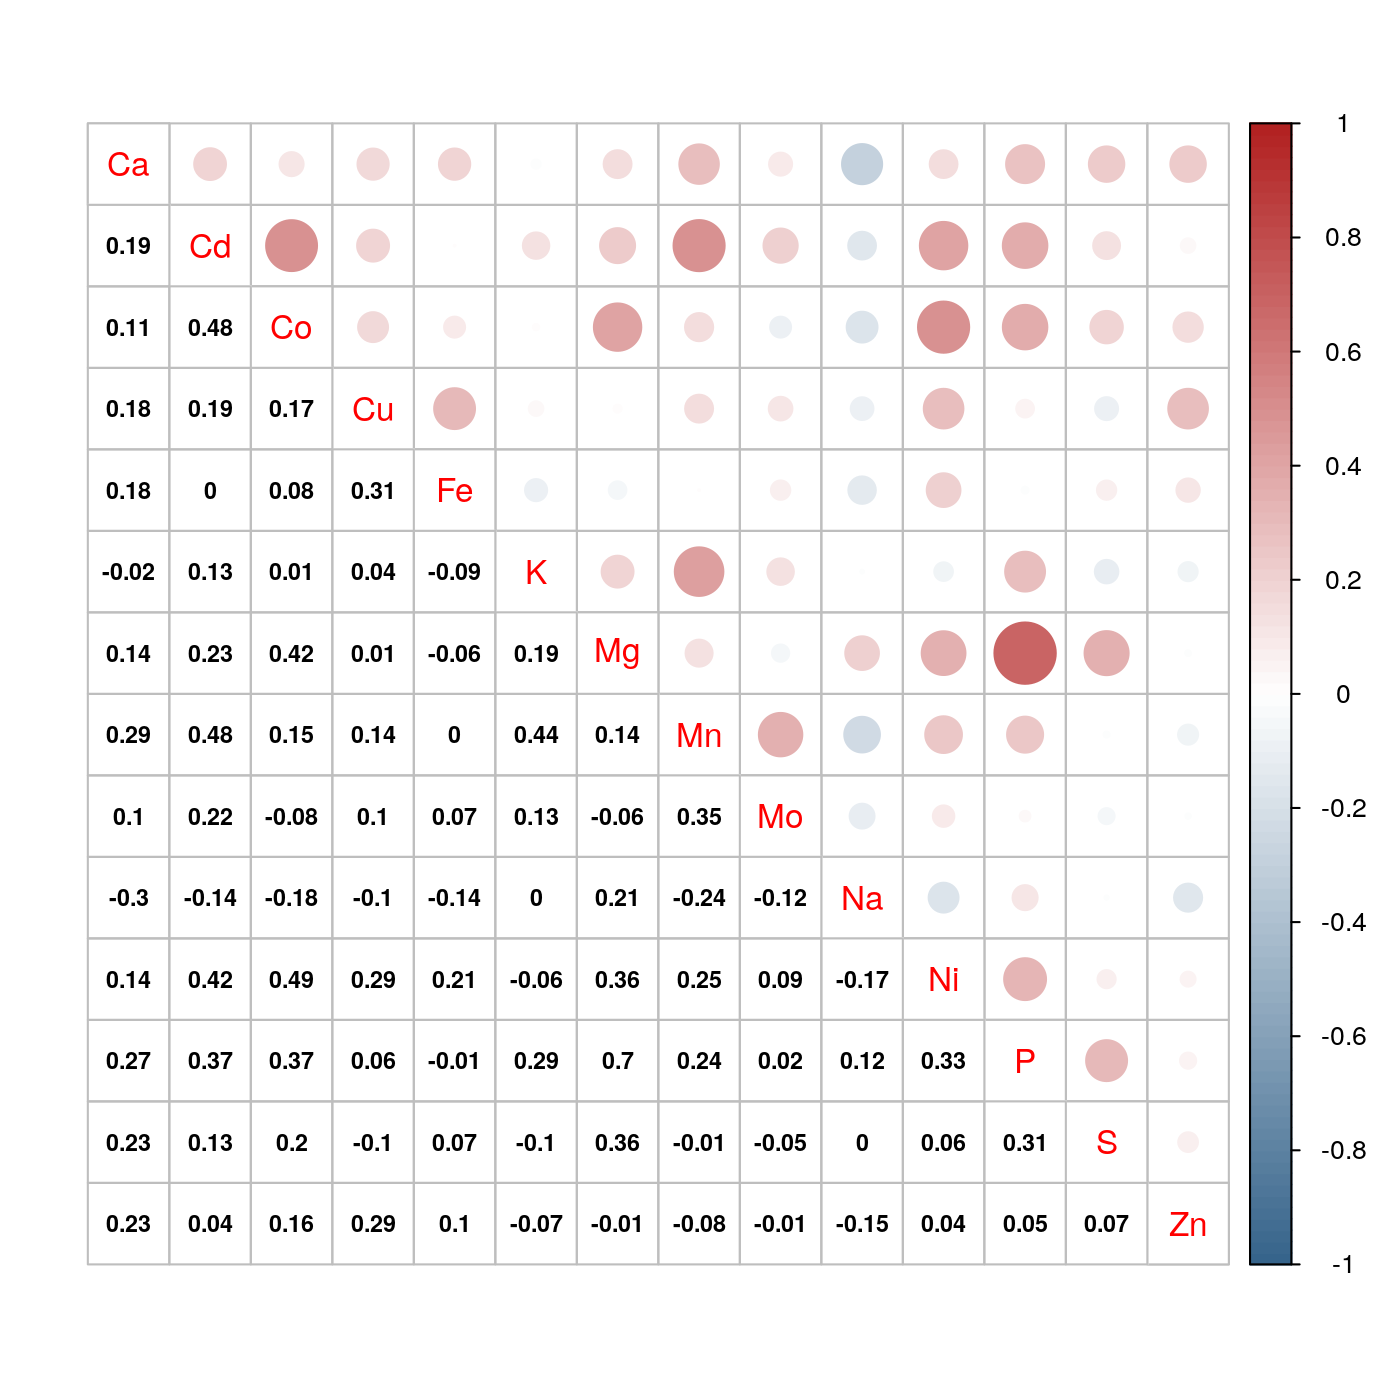 1
Ca
0.19 Cd 0.8
0.11 0.48 Co
0.6
0.18 0.19 0.17 Cu
0.4
0.18 0 0.08 0.31 Fe
-0.02 0.13 0.01 0.04 -0.09 K 0.2
0.14 0.23 0.42 0.01 -0.06 0.19 Mg
0
0.29 0.48 0.15 0.14 0 0.44 0.14 Mn
-0.2
0.1 0.22 -0.08 0.1 0.07 0.13 -0.06 0.35 Mo
-0.3 -0.14 -0.18 -0.1 -0.14 0 0.21 -0.24 -0.12 Na
-0.4
0.14 0.42 0.49 0.29 0.21 -0.06 0.36 0.25 0.09 -0.17 Ni
-0.6
0.27 0.37 0.37 0.06 -0.01 0.29 0.7 0.24 0.02 0.12 0.33 P
0.23 0.13 0.2 -0.1 0.07 -0.1 0.36 -0.01 -0.05 0 0.06 0.31 S
-0.8
0.23 0.04 0.16 0.29 0.1 -0.07 -0.01 -0.08 -0.01 -0.15 0.04 0.05 0.07 Zn
-1